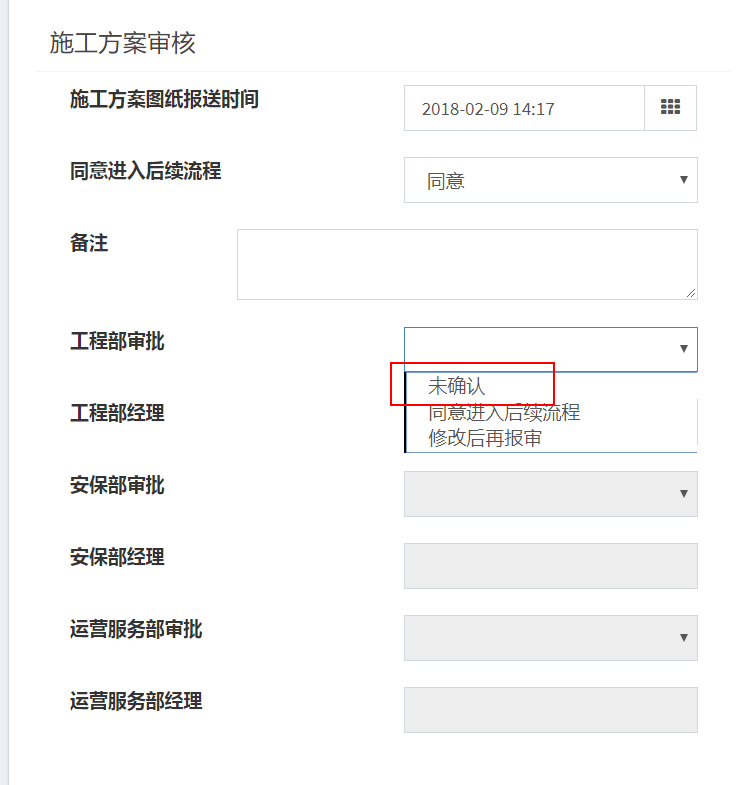 施工方案审核
施工方案图纸报送时间
2018-02-09 14:17
同意进入后续流程
同意
备注
工程部审批
未确认
工程部经理
同意进入后续流程
修改后再报审
安保部审批
安保部经理
运营服务部审批
运营服务部经理